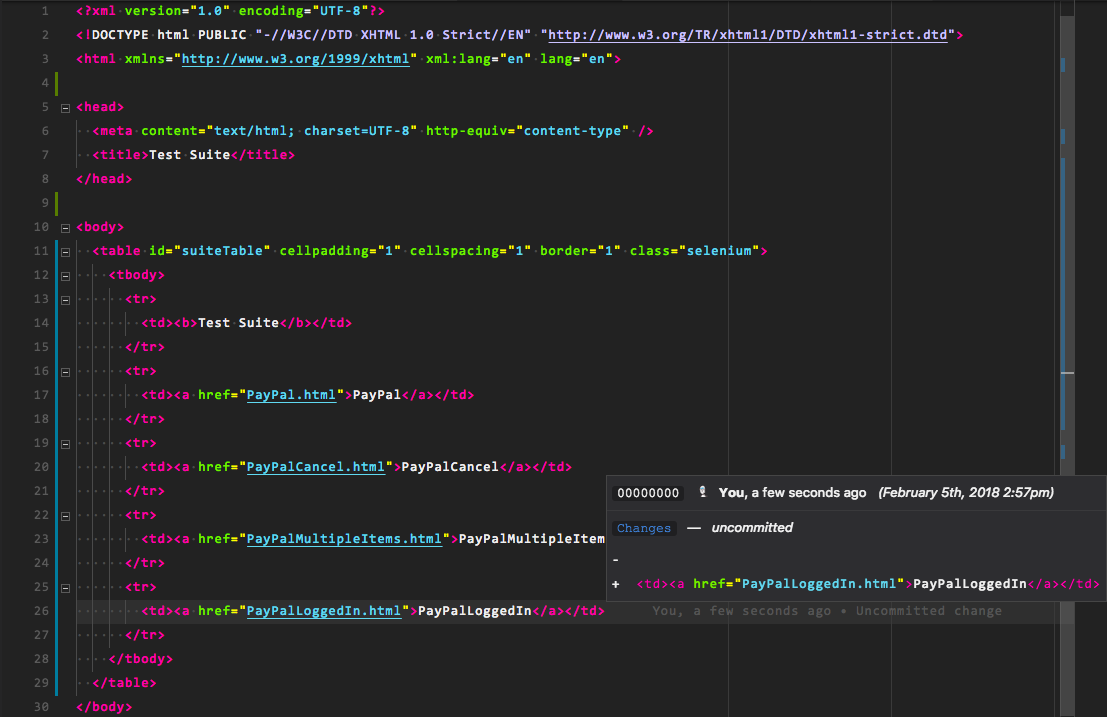 1 <?xml version="1.0" encoding="UTF-8"?>
2 <!DOCTYPE html PUBLIC "-//W3C//DTD XHTML 1.0 Strict//EN" "http://www.w3.org/TR/xhtml1/DTD/xhtml1-strict.dtd">
3 <html xmlns="http://www.w3.org/1999/xhtml" xml:lang="en" lang="en">
4
5 <head>
6   <meta content="text/html; charset=UTF-8" http-equiv="content-type" />
7   <title>Test Suite</title>
8 </head>
9
10 <body>
11   <table id="suiteTable" cellpadding="1" cellspacing="1" border="1" class="selenium">
12     <tbody>
13       <tr>
14         <td><b>Test Suite</b></td>
15       </tr>
16       <tr>
17         <td><a href="PayPal.html">PayPal</a></td>
18       </tr>
19       <tr>
20         <td><a href="PayPalCancel.html">PayPalCancel</a></td>
21       </tr>
00000000 You, a few seconds ago (February 5th, 2018 2:57pm)
22       <tr>
Changes — uncommitted
23         <td><a href="PayPalMultipleItems.html">PayPalMultipleItem
24       </tr>
-
25       <tr>
+ <td><a href="PayPalLoggedIn.html">PayPalLoggedIn</a></td>
26         <td><a href="PayPalLoggedIn.html">PayPalLoggedIn</a></td> You, a few seconds ago • Uncommitted change
27       </tr>
28     </tbody>
29   </table>
30 </body>